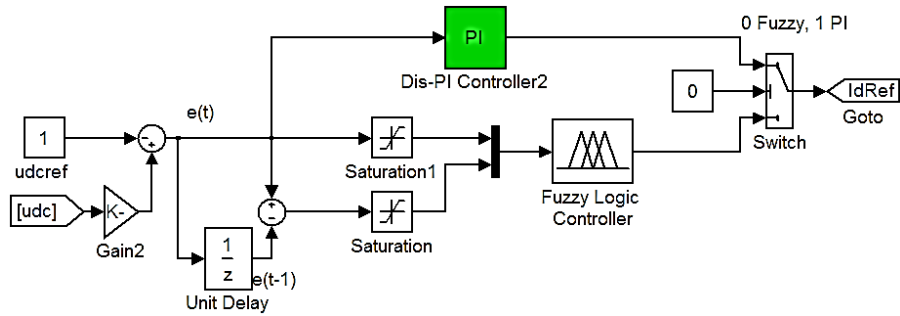 0 Fuzzy, 1 PI
PI
Dis-PI Controller2
0
IdRef
Goto
Switch
e(t)
1
udcref
- +
Saturation1
Fuzzy Logic
Controller
[udc]
K-
Gain2
+ -
Saturation
1
z
e(t-1)
Unit Delay